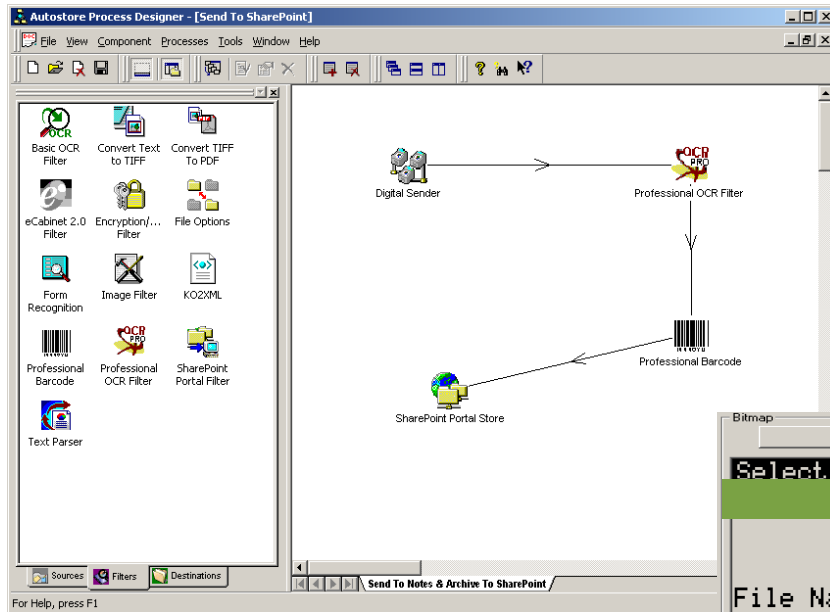 Autostore Process Designer - [Send To SharePoint]
File View Component Processes Tools Window Help
Basic OCR Filter
Convert Text to TIFF
Convert TIFF To PDF
eCabinet 2.0 Filter
Encryption/... Filter
File Options
Form Recognition
Image Filter
KO2XML
Professional Barcode
Professional OCR Filter
SharePoint Portal Filter
Text Parser
Digital Sender
Professional OCR Filter
Professional Barcode
SharePoint Portal Store
Bitmap
Select
File Na
Sources Filters Destinations
Send To Notes & Archive To SharePoint
For Help, press F1